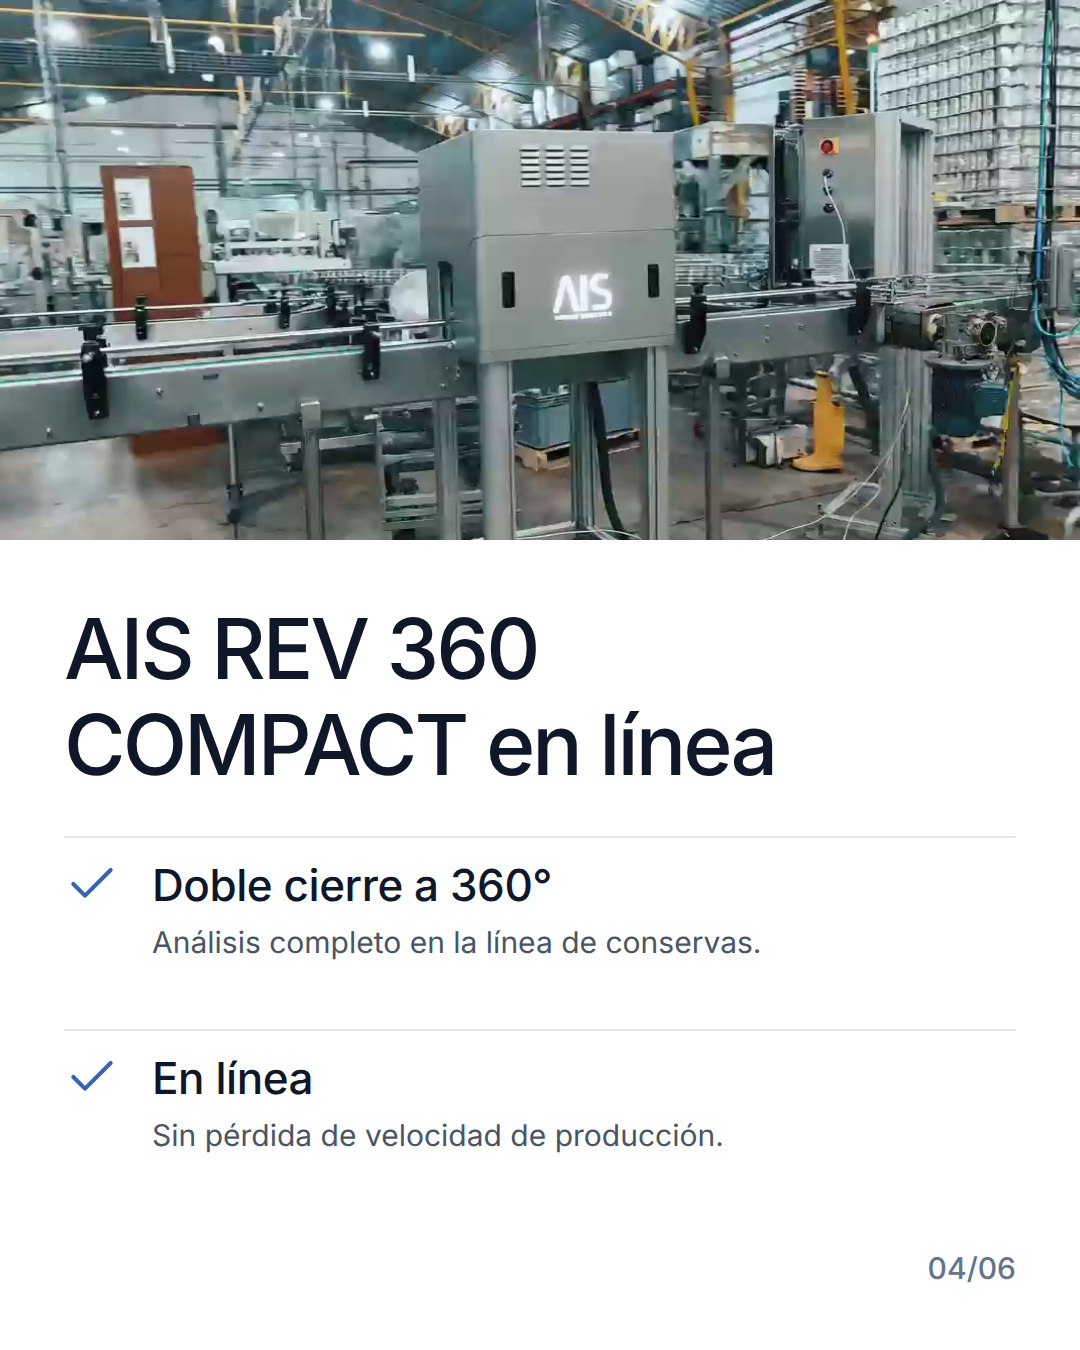 AIS
AIS REV 360
COMPACT en línea
Doble cierre a 360°
Análisis completo en la línea de conservas.
En línea
Sin pérdida de velocidad de producción.
04/06